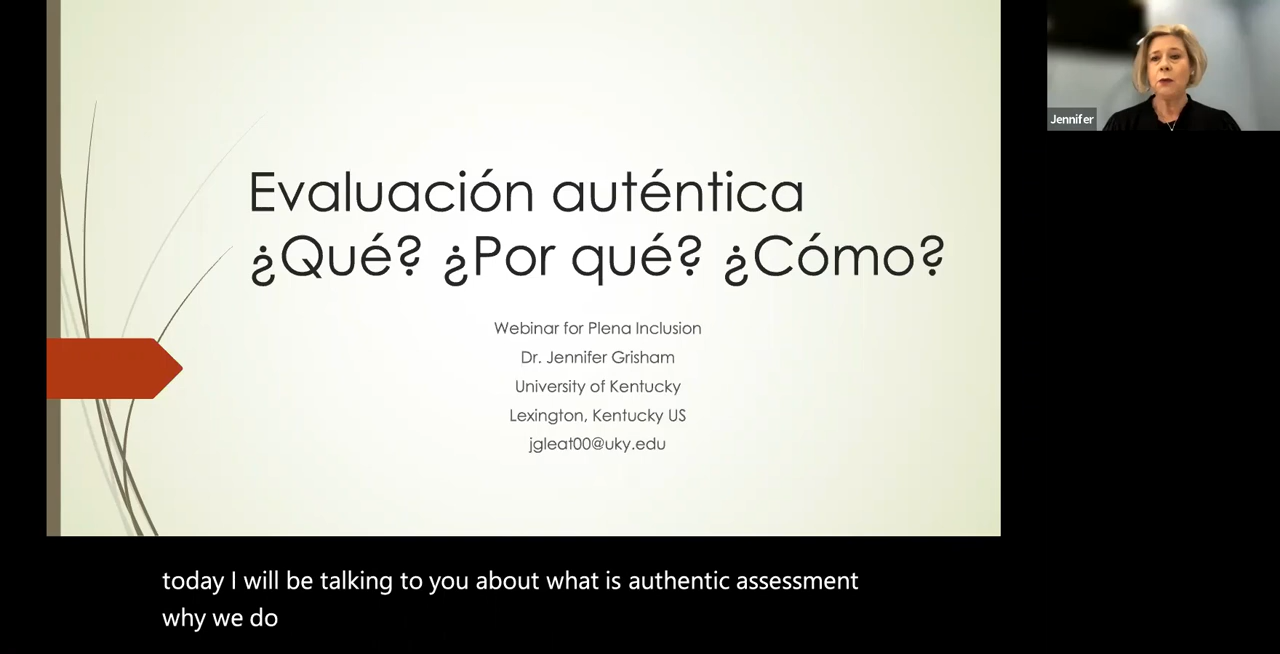 Evaluación auténtica
¿Qué? ¿Por qué? ¿Cómo?
Webinar for Plena Inclusion
Dr. Jennifer Grisham
University of Kentucky
Lexington, Kentucky US
jgleat00@uky.edu
Jennifer
today I will be talking to you about what is authentic assessment
why we do